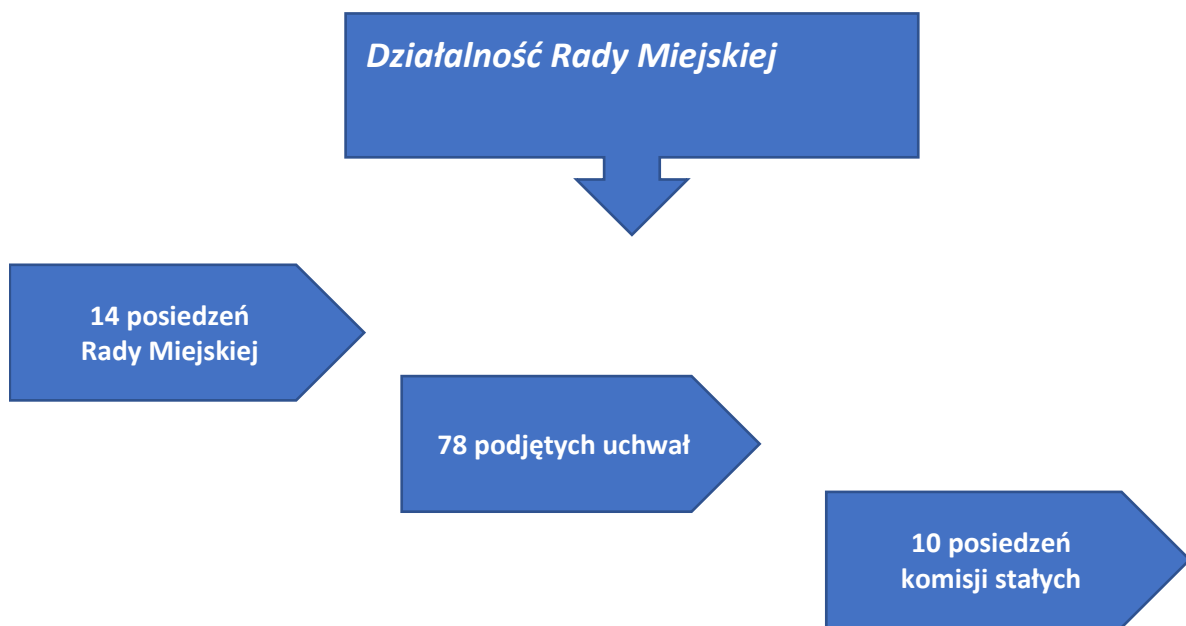 Działalność Rady Miejskiej
14 posiedzeń
Rady Miejskiej
78 podjętych uchwał
10 posiedzeń
komisji stałych